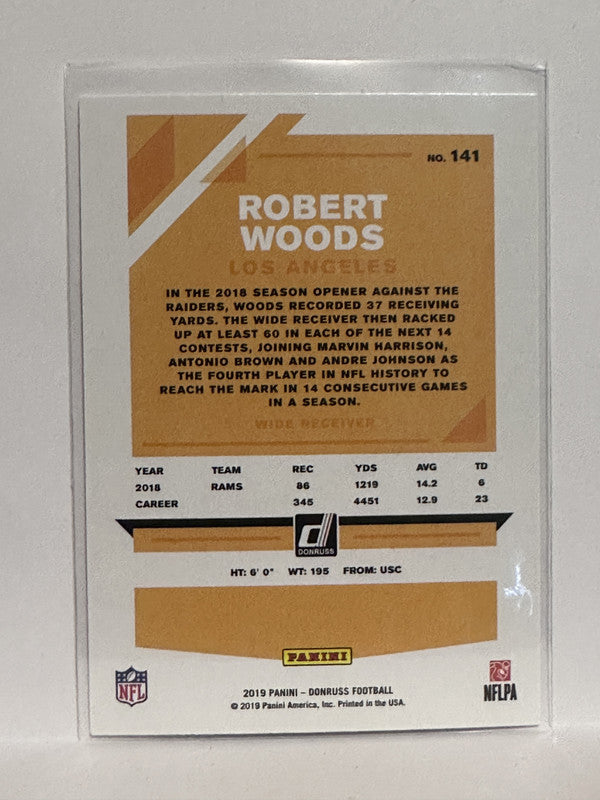 NO. 141
ROBERT
WOODS
LOS ANGELES
IN THE 2018 SEASON OPENER AGAINST THE
RAIDERS, WOODS RECORDED 37 RECEIVING
YARDS. THE WIDE RECEIVER THEN RACKED
UP AT LEAST 60 IN EACH OF THE NEXT 14
CONTESTS, JOINING MARVIN HARRISON,
ANTONIO BROWN AND ANDRE JOHNSON AS
THE FOURTH PLAYER IN NFL HISTORY TO
REACH THE MARK IN 14 CONSECUTIVE GAMES
IN A SEASON.
WIDE RECEIVER
YEAR TEAM REC YDS AVG TD
2018 RAMS 86 1219 14.2 6
CAREER 345 4451 12.9 23
d
DONRUSS
HT: 6' 0" WT: 195 FROM: USC
PANINI
NFL
2019 PANINI – DONRUSS FOOTBALL
© 2019 Panini America, Inc. Printed in the USA.
NFLPA